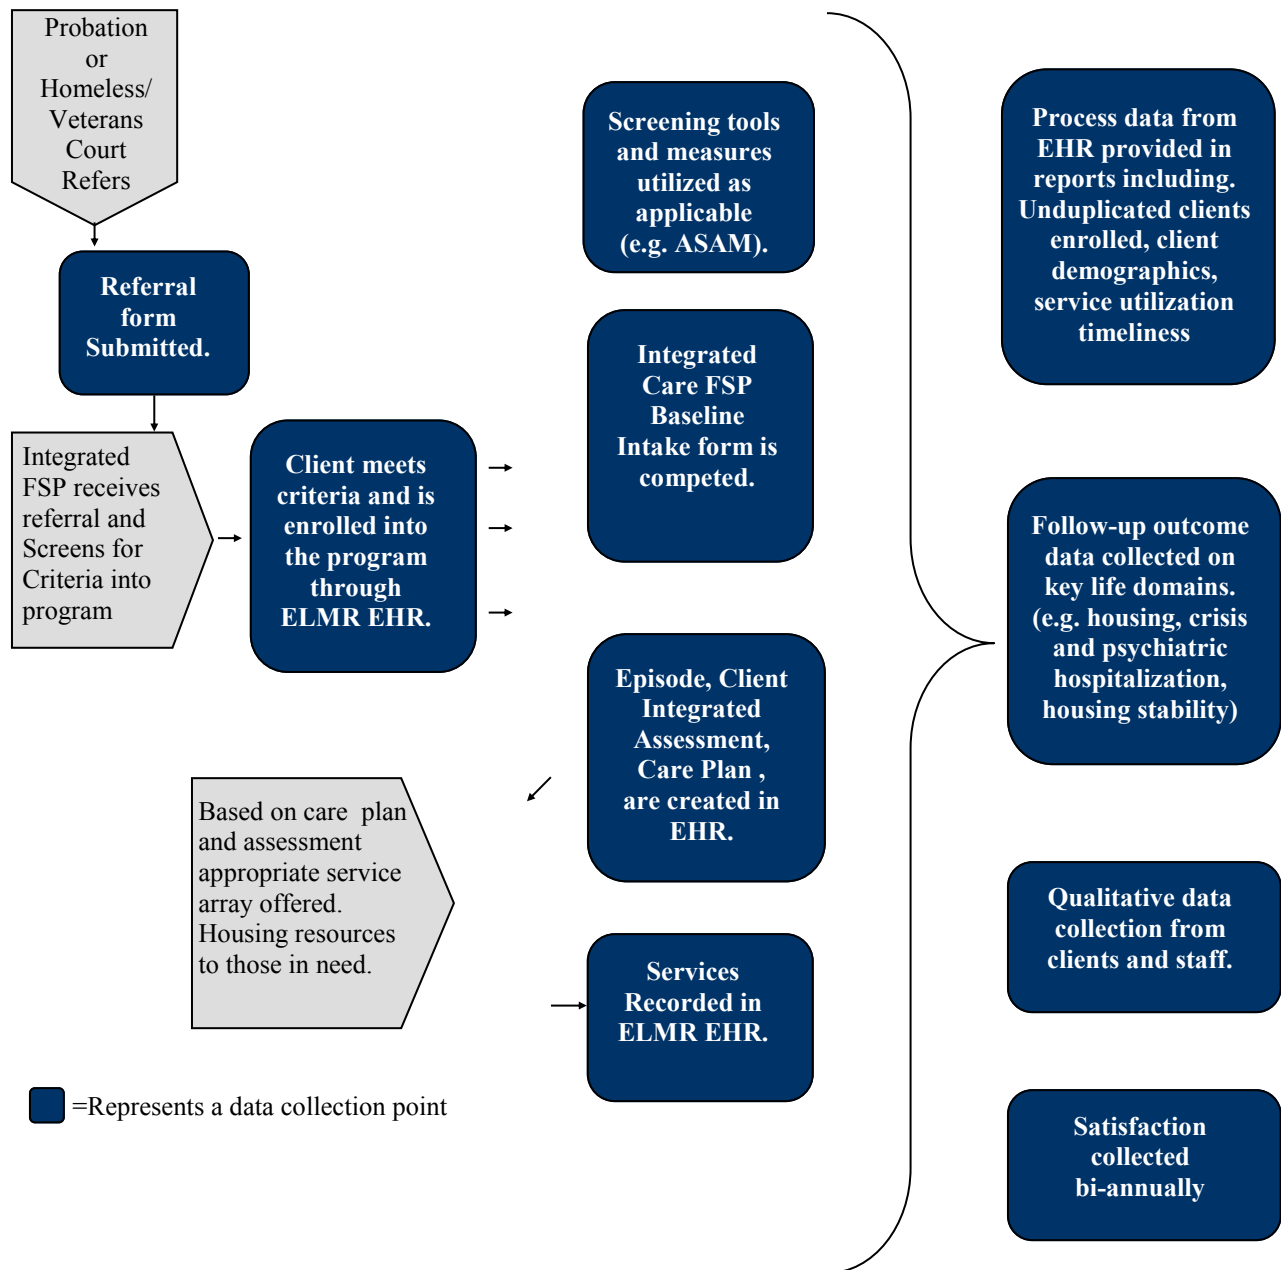 Probation
or
Homeless/
Veterans
Court
Refers
Referral
form
Submitted.
Integrated
FSP receives
referral and
Screens for
Criteria into
program
Client meets
criteria and is
enrolled into
the program
through
ELMR EHR.
Screening tools
and measures
utilized as
applicable
(e.g. ASAM).
Integrated
Care FSP
Baseline
Intake form is
competed.
Episode, Client
Integrated
Assessment,
Care Plan ,
are created in
EHR.
Based on care  plan
and assessment
appropriate service
array offered.
Housing resources
to those in need.
Services
Recorded in
ELMR EHR.
Process data from
EHR provided in
reports including.
Unduplicated clients
enrolled, client
demographics,
service utilization
timeliness
Follow-up outcome
data collected on
key life domains.
(e.g. housing, crisis
and psychiatric
hospitalization,
housing stability)
Qualitative data
collection from
clients and staff.
Satisfaction
collected
bi-annually
=Represents a data collection point